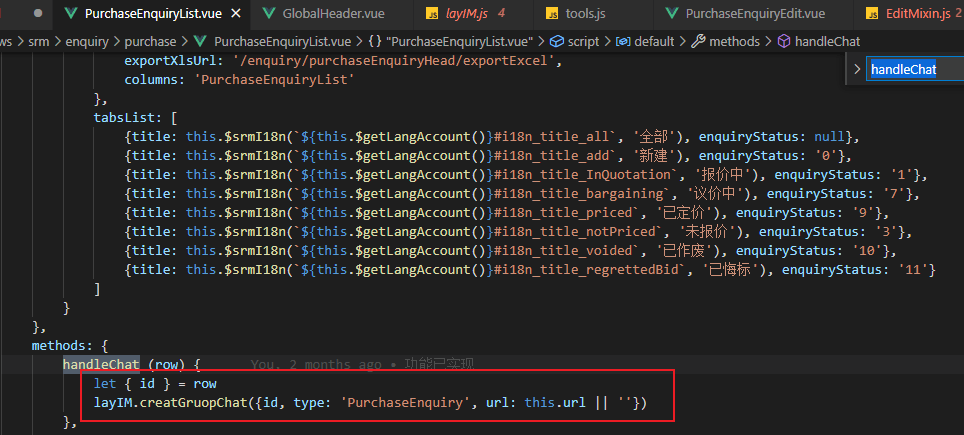 PurchaseEnquiryList.vue × GlobalHeader.vue JS layIM.js 4 JS tools.js PurchaseEnquiryEdit.vue JS EditMixin.js 2
ws > srm > enquiry > purchase > PurchaseEnquiryList.vue > {} "PurchaseEnquiryList.vue" > script > default > methods > handleChat
exportXlsUrl: '/enquiry/purchaseEnquiryHead/exportExcel',
> handleChat
columns: 'PurchaseEnquiryList'
},
tabsList: [
{title: this.$srmI18n(`${this.$getLangAccount()}#i18n_title_all`, '全部'), enquiryStatus: null},
{title: this.$srmI18n(`${this.$getLangAccount()}#i18n_title_add`, '新建'), enquiryStatus: '0'},
{title: this.$srmI18n(`${this.$getLangAccount()}#i18n_title_InQuotation`, '报价中'), enquiryStatus: '1'},
{title: this.$srmI18n(`${this.$getLangAccount()}#i18n_title_bargaining`, '议价中'), enquiryStatus: '7'},
{title: this.$srmI18n(`${this.$getLangAccount()}#i18n_title_priced`, '已定价'), enquiryStatus: '9'},
{title: this.$srmI18n(`${this.$getLangAccount()}#i18n_title_notPriced`, '未报价'), enquiryStatus: '3'},
{title: this.$srmI18n(`${this.$getLangAccount()}#i18n_title_voided`, '已作废'), enquiryStatus: '10'},
{title: this.$srmI18n(`${this.$getLangAccount()}#i18n_title_regrettedBid`, '已悔标'), enquiryStatus: '11'}
]
}
},
methods: {
handleChat (row) { You, 2 months ago • 功能已实现
let { id } = row
layIM.creatGruopChat({id, type: 'PurchaseEnquiry', url: this.url || ''})
},